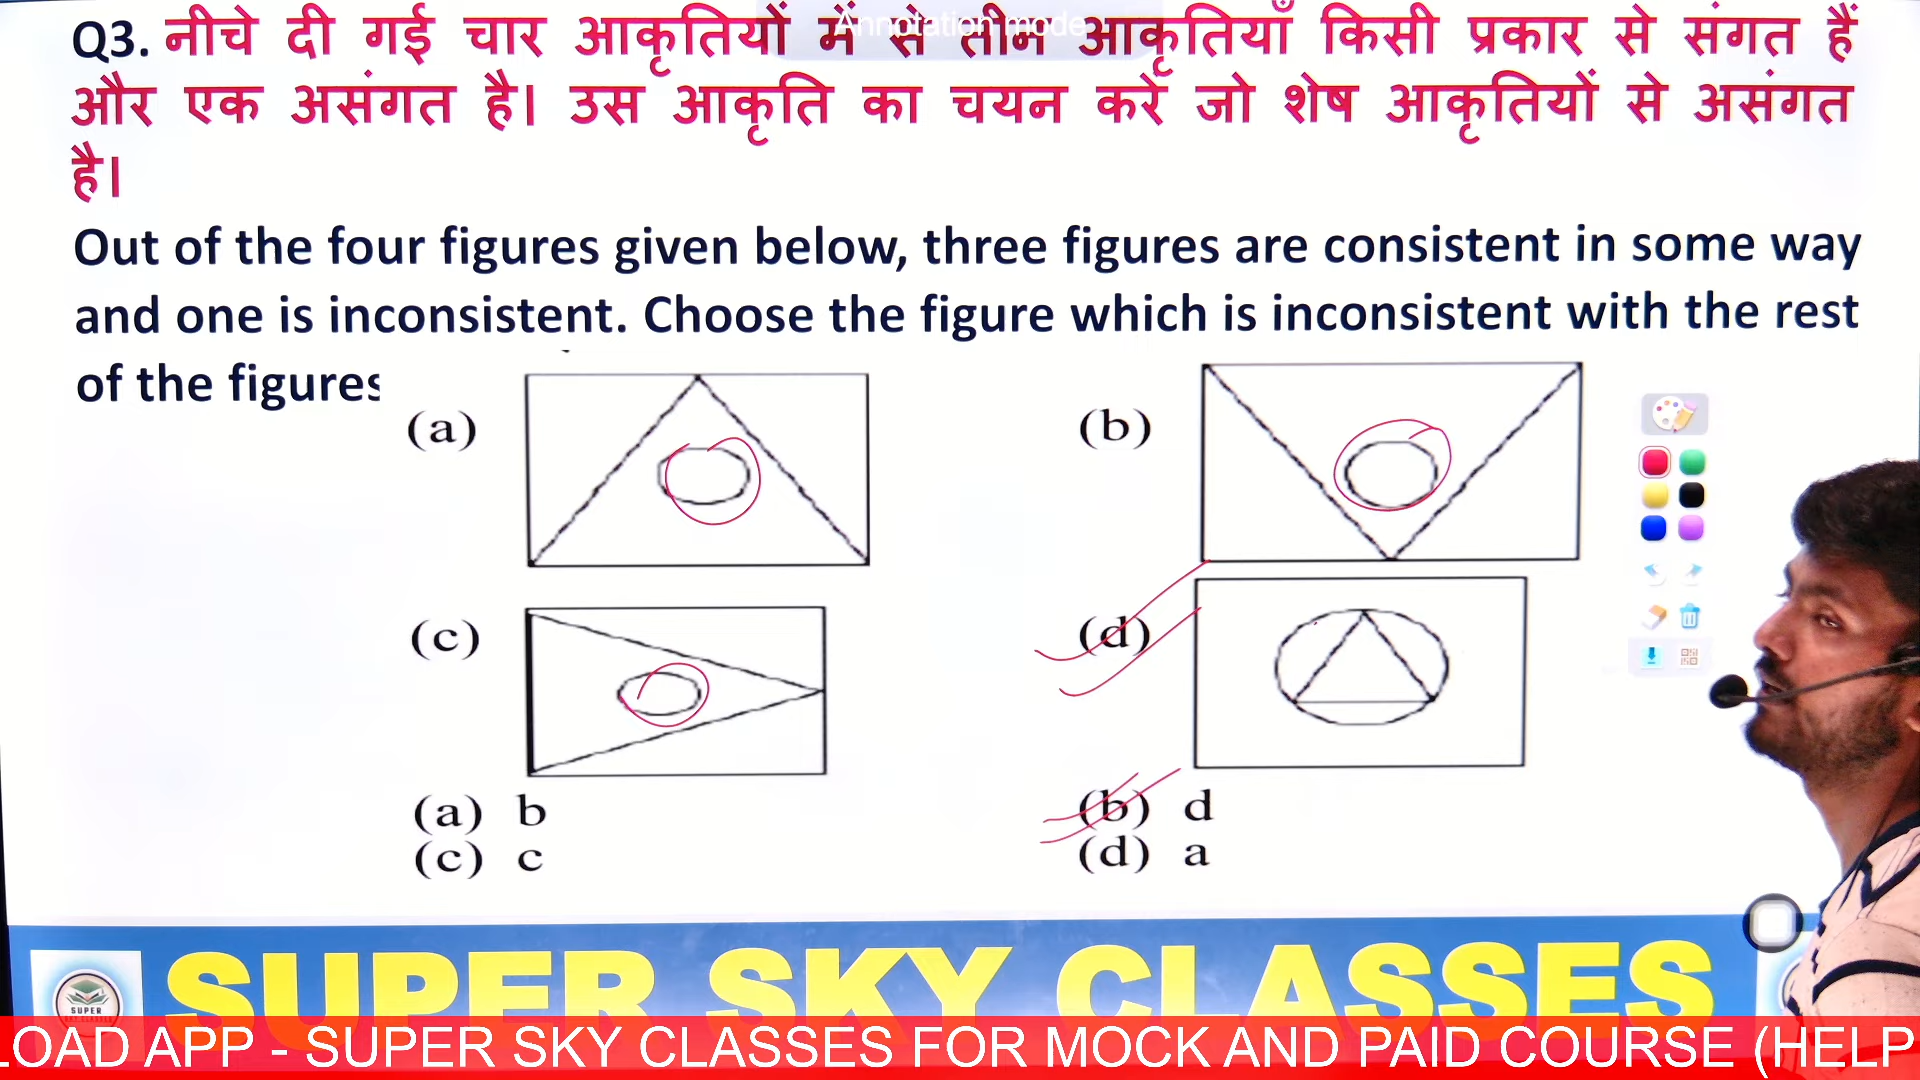 Annotation mode
Q3. नीचे दी गई चार आकृतियों में से तीन आकृतियाँ किसी प्रकार से संगत हैं
और एक असंगत है। उस आकृति का चयन करें जो शेष आकृतियों से असंगत
है।
Out of the four figures given below, three figures are consistent in some way
and one is inconsistent. Choose the figure which is inconsistent with the rest
of the figures
(a) (b)
(c) (d)
(a) b (b) d
(c) c (d) a
SUPER SKY CLASSES
SUPER
LOAD APP - SUPER SKY CLASSES FOR MOCK AND PAID COURSE (HELP